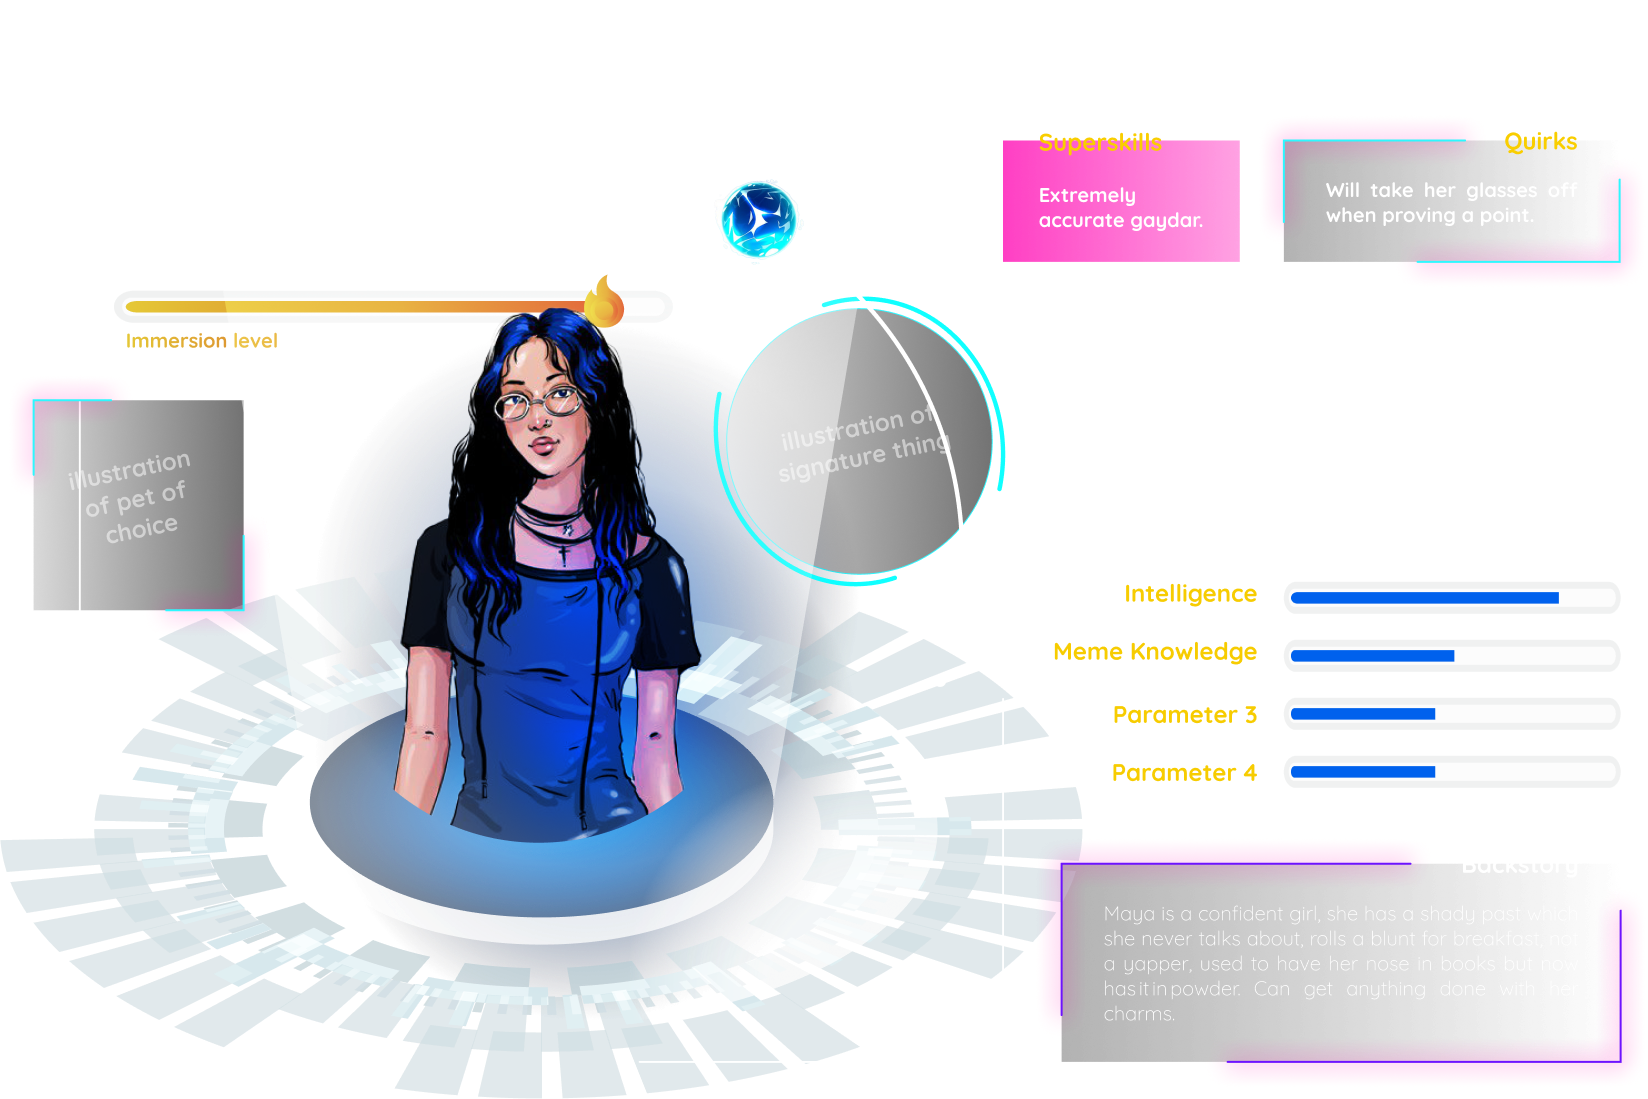 Superskills
Extremely
accurate gaydar.
Quirks
Will take her glasses off
when proving a point.
Immersion level
illustration
of pet of
choice
illustration of
signature thing
Intelligence
Meme Knowledge
Parameter 3
Parameter 4
Backstory
Maya is a confident girl, she has a shady past which
she never talks about, rolls a blunt for breakfast, not
a yapper, used to have her nose in books but now
has it in powder. Can get anything done with her
charms.